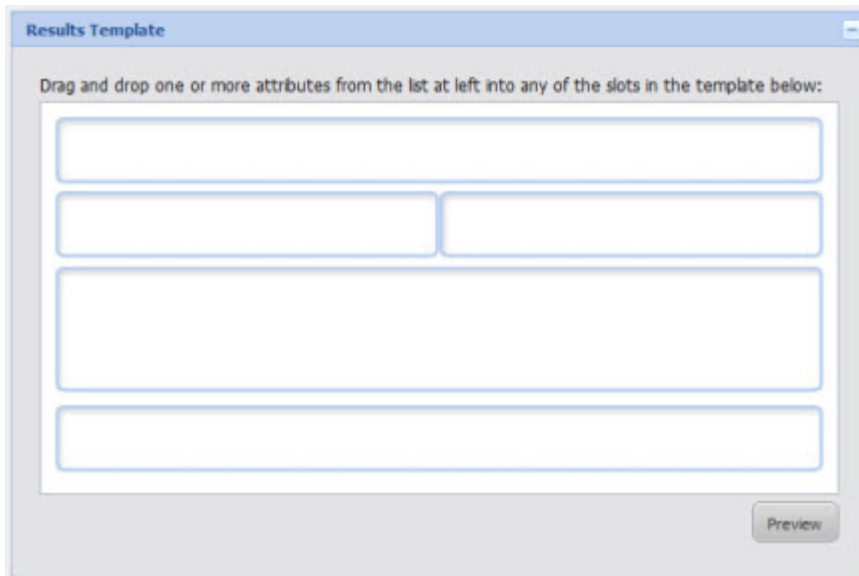 Results Template
Drag and drop one or more attributes from the list at left into any of the slots in the template below:
Preview